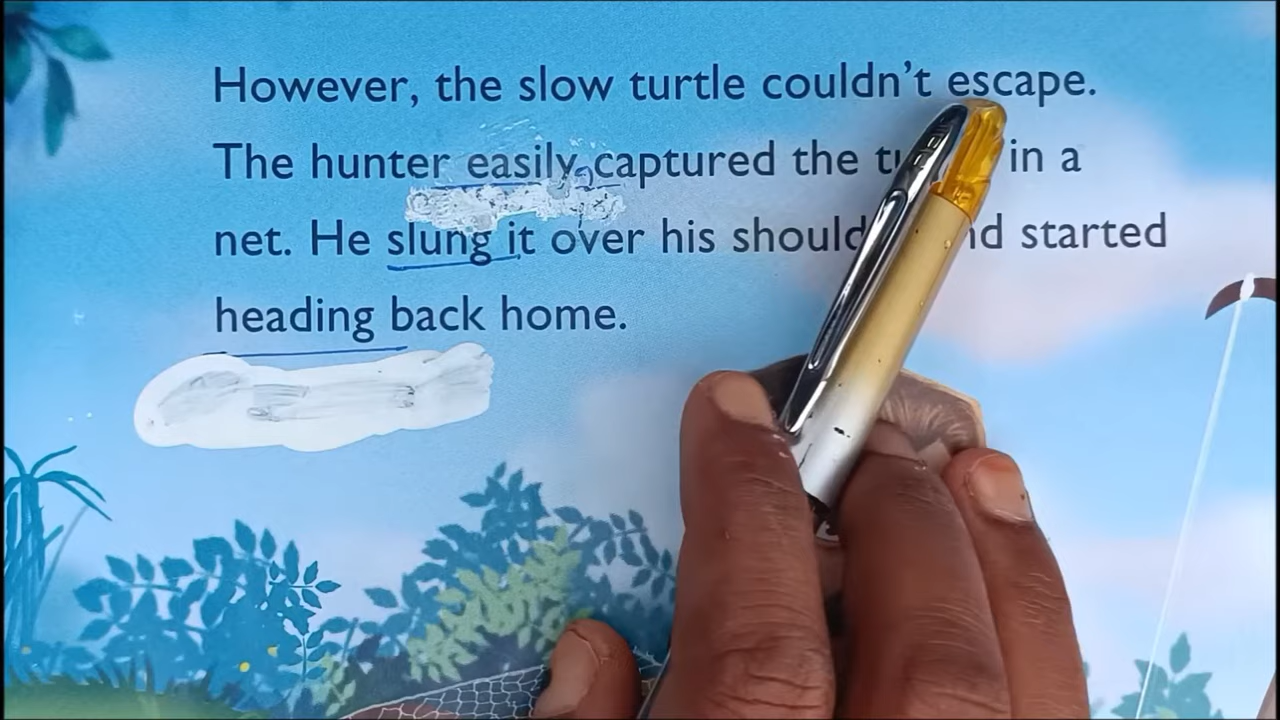 However, the slow turtle couldn't escape.
The hunter easily captured the in a
net. He slung it over his started
heading back home.